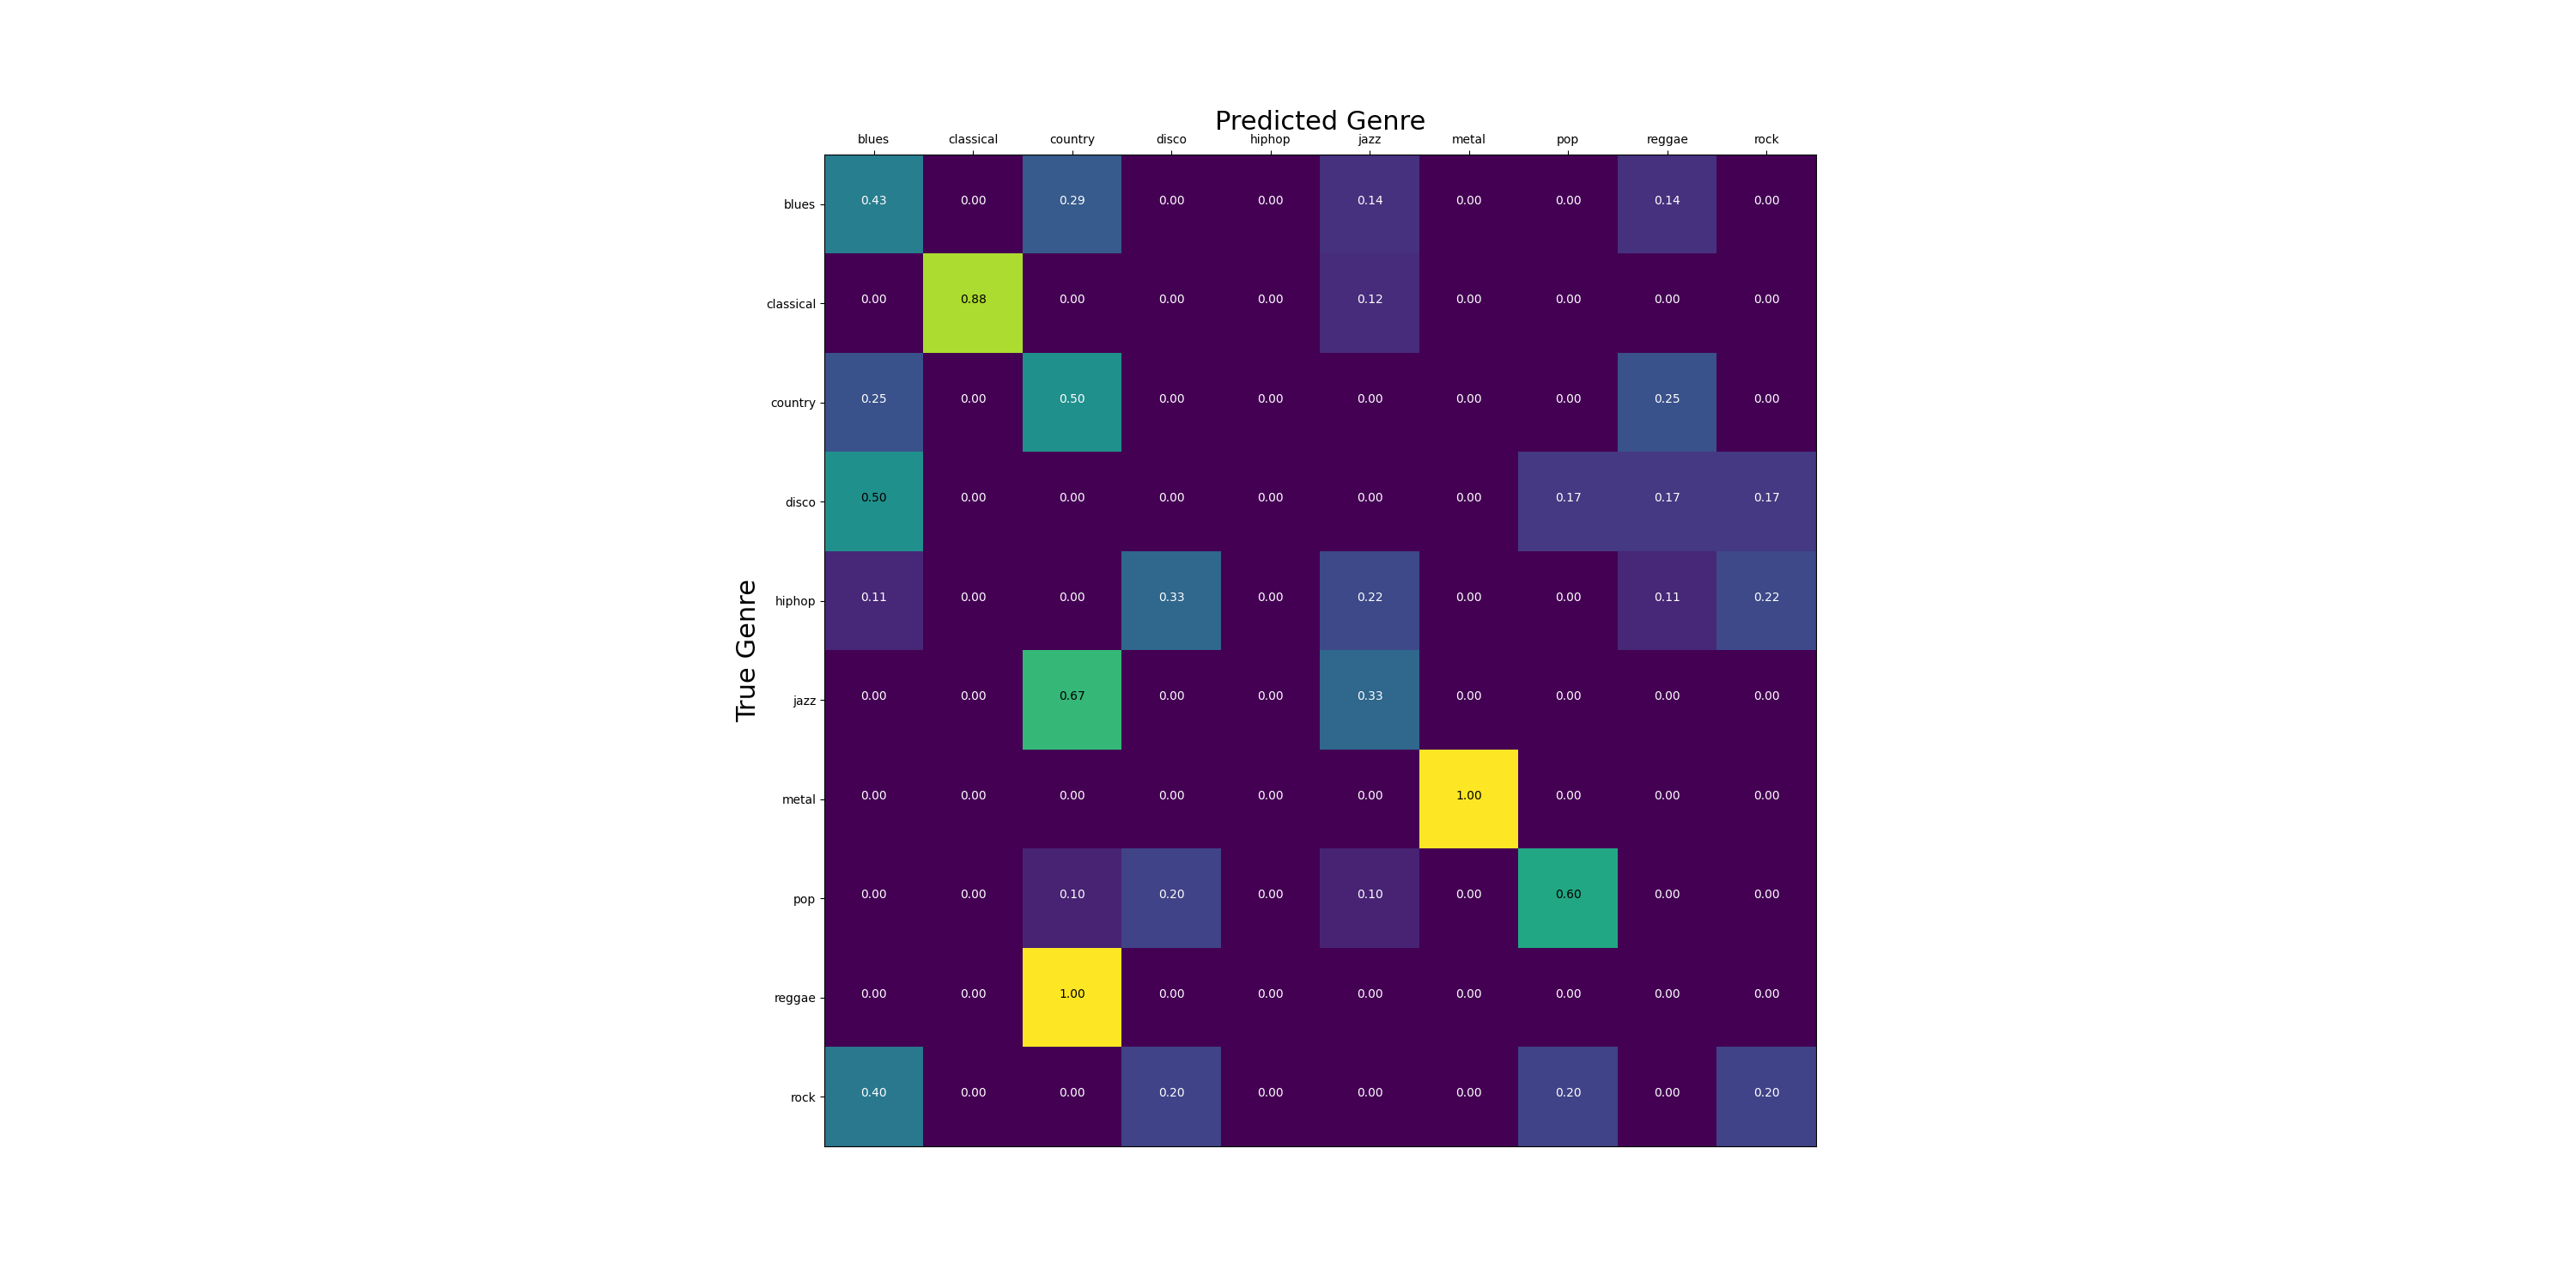 Predicted Genre
blues classical country disco hiphop jazz metal pop reggae rock
blues 0.43 0.00 0.29 0.00 0.00 0.14 0.00 0.00 0.14 0.00
classical 0.00 0.88 0.00 0.00 0.00 0.12 0.00 0.00 0.00 0.00
country 0.25 0.00 0.50 0.00 0.00 0.00 0.00 0.00 0.25 0.00
disco 0.50 0.00 0.00 0.00 0.00 0.00 0.00 0.17 0.17 0.17
hiphop 0.11 0.00 0.00 0.33 0.00 0.22 0.00 0.00 0.11 0.22
True Genre
jazz 0.00 0.00 0.67 0.00 0.00 0.33 0.00 0.00 0.00 0.00
metal 0.00 0.00 0.00 0.00 0.00 0.00 1.00 0.00 0.00 0.00
pop 0.00 0.00 0.10 0.20 0.00 0.10 0.00 0.60 0.00 0.00
reggae 0.00 0.00 1.00 0.00 0.00 0.00 0.00 0.00 0.00 0.00
rock 0.40 0.00 0.00 0.20 0.00 0.00 0.00 0.20 0.00 0.20